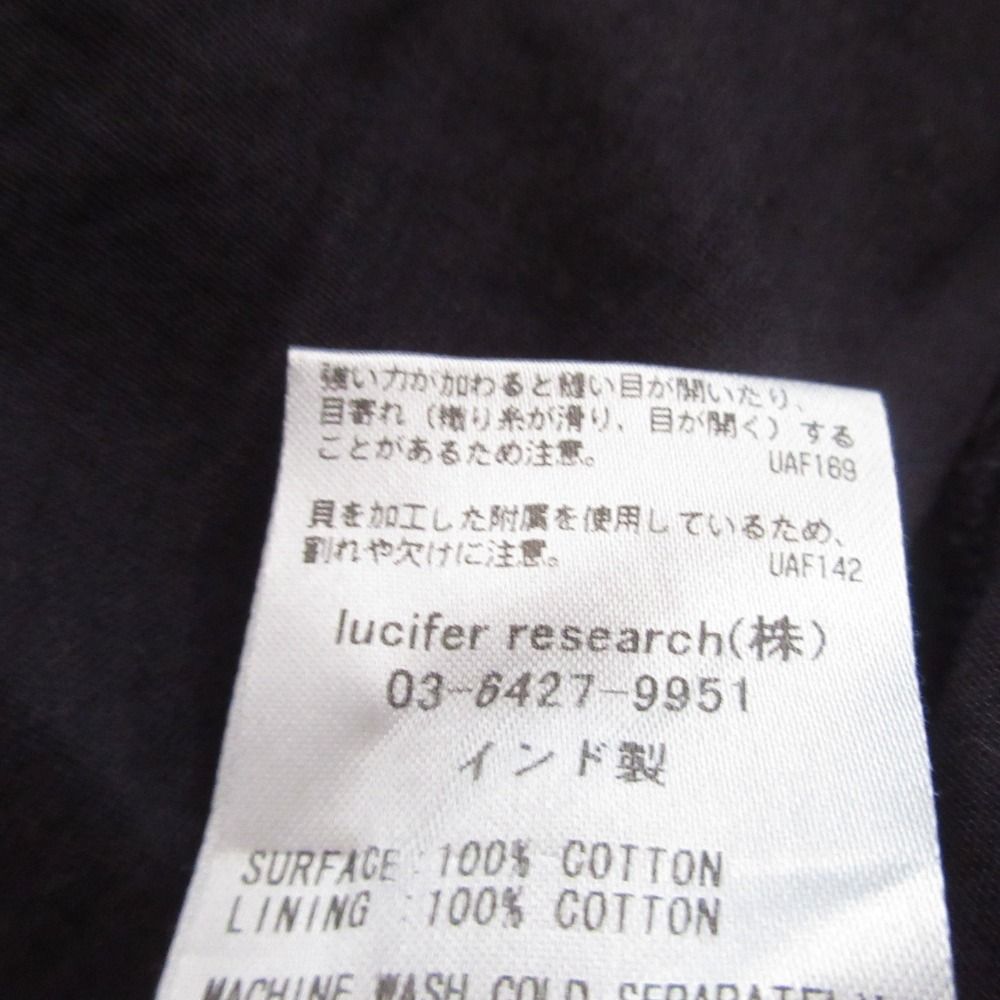 強い力が加わると縫い目が開いたり、
目寄れ（織り糸が滑り、目が開く）する
ことがあるため注意。 UAF169
貝を加工した附属を使用しているため、
割れや欠けに注意。 UAF142
lucifer research(株)
03-6427-9951
インド製
SURFACE : 100% COTTON
LINING : 100% COTTON
MACHINE WASH COLD SEPARATELY